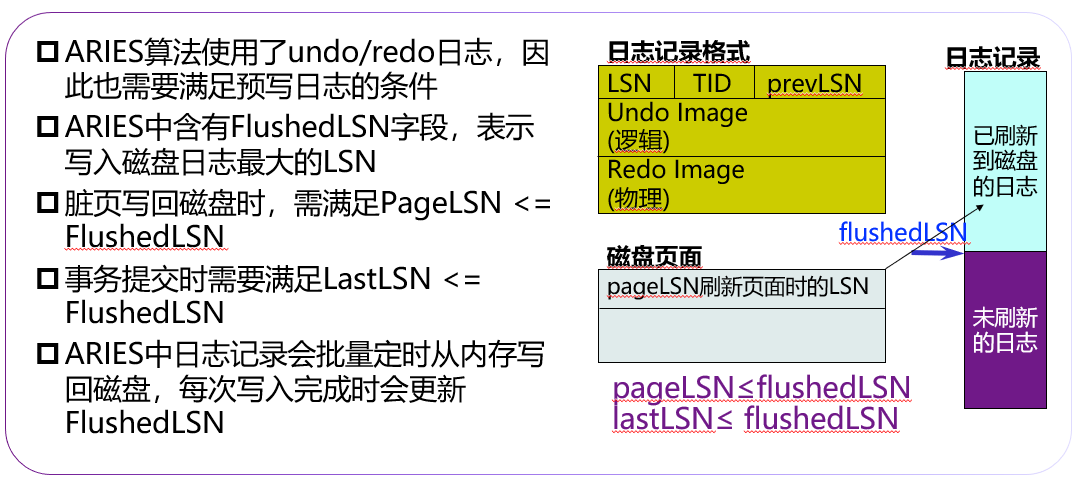 ARIES算法使用了undo/redo日志，因
此也需要满足预写日志的条件
ARIES中含有FlushedLSN字段，表示
写入磁盘日志最大的LSN
脏页写回磁盘时，需满足PageLSN <=
FlushedLSN
事务提交时需要满足LastLSN <=
FlushedLSN
ARIES中日志记录会批量定时从内存写
回磁盘，每次写入完成时会更新
FlushedLSN
日志记录格式
LSN TID prevLSN
Undo Image
(逻辑)
Redo Image
(物理)
磁盘页面
pageLSN刷新页面时的LSN
pageLSN≤flushedLSN
lastLSN≤ flushedLSN
日志记录
已刷新
到磁盘
的日志
flushedLSN
未刷新
的日志